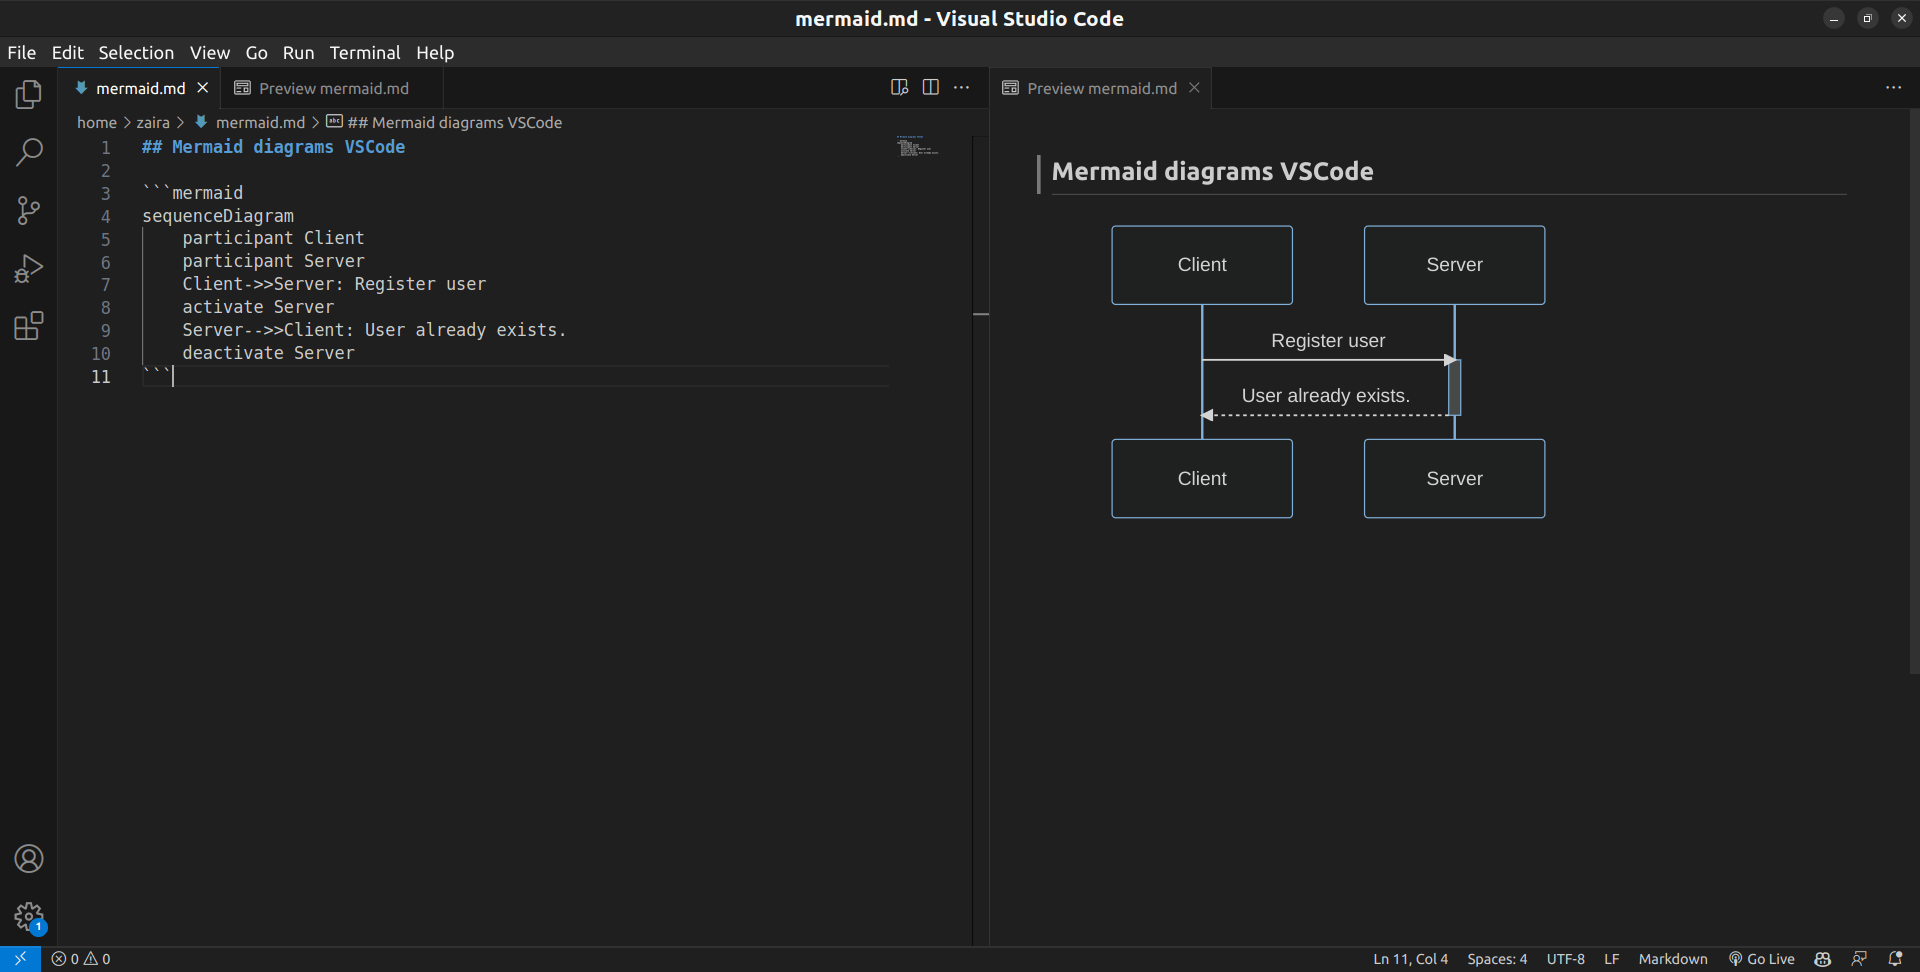 mermaid.md - Visual Studio Code
File Edit Selection View Go Run Terminal Help
mermaid.md Preview mermaid.md
home > zaira > mermaid.md > ## Mermaid diagrams VSCode
1 ## Mermaid diagrams VSCode
2
3 ```mermaid
4 sequenceDiagram
5 participant Client
6 participant Server
7 Client->>Server: Register user
8 activate Server
9 Server-->>Client: User already exists.
10 deactivate Server
11 ```
Preview mermaid.md
Mermaid diagrams VSCode
Client Server
Register user
User already exists.
Client Server
1
0 0
Ln 11, Col 4 Spaces: 4 UTF-8 LF Markdown Go Live